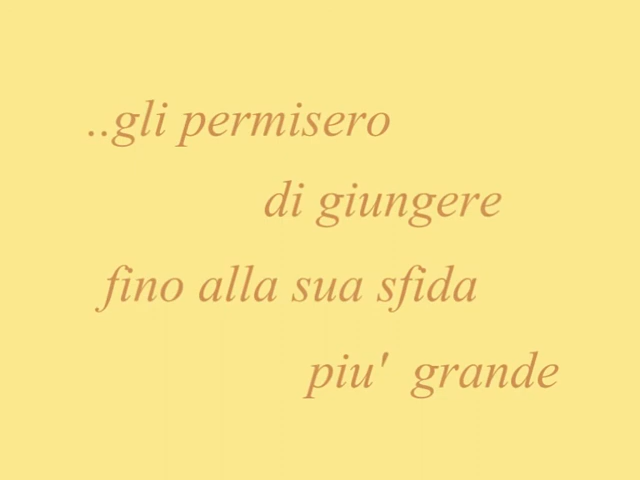 ..gli permisero
di giungere
fino alla sua sfida
piu' grande